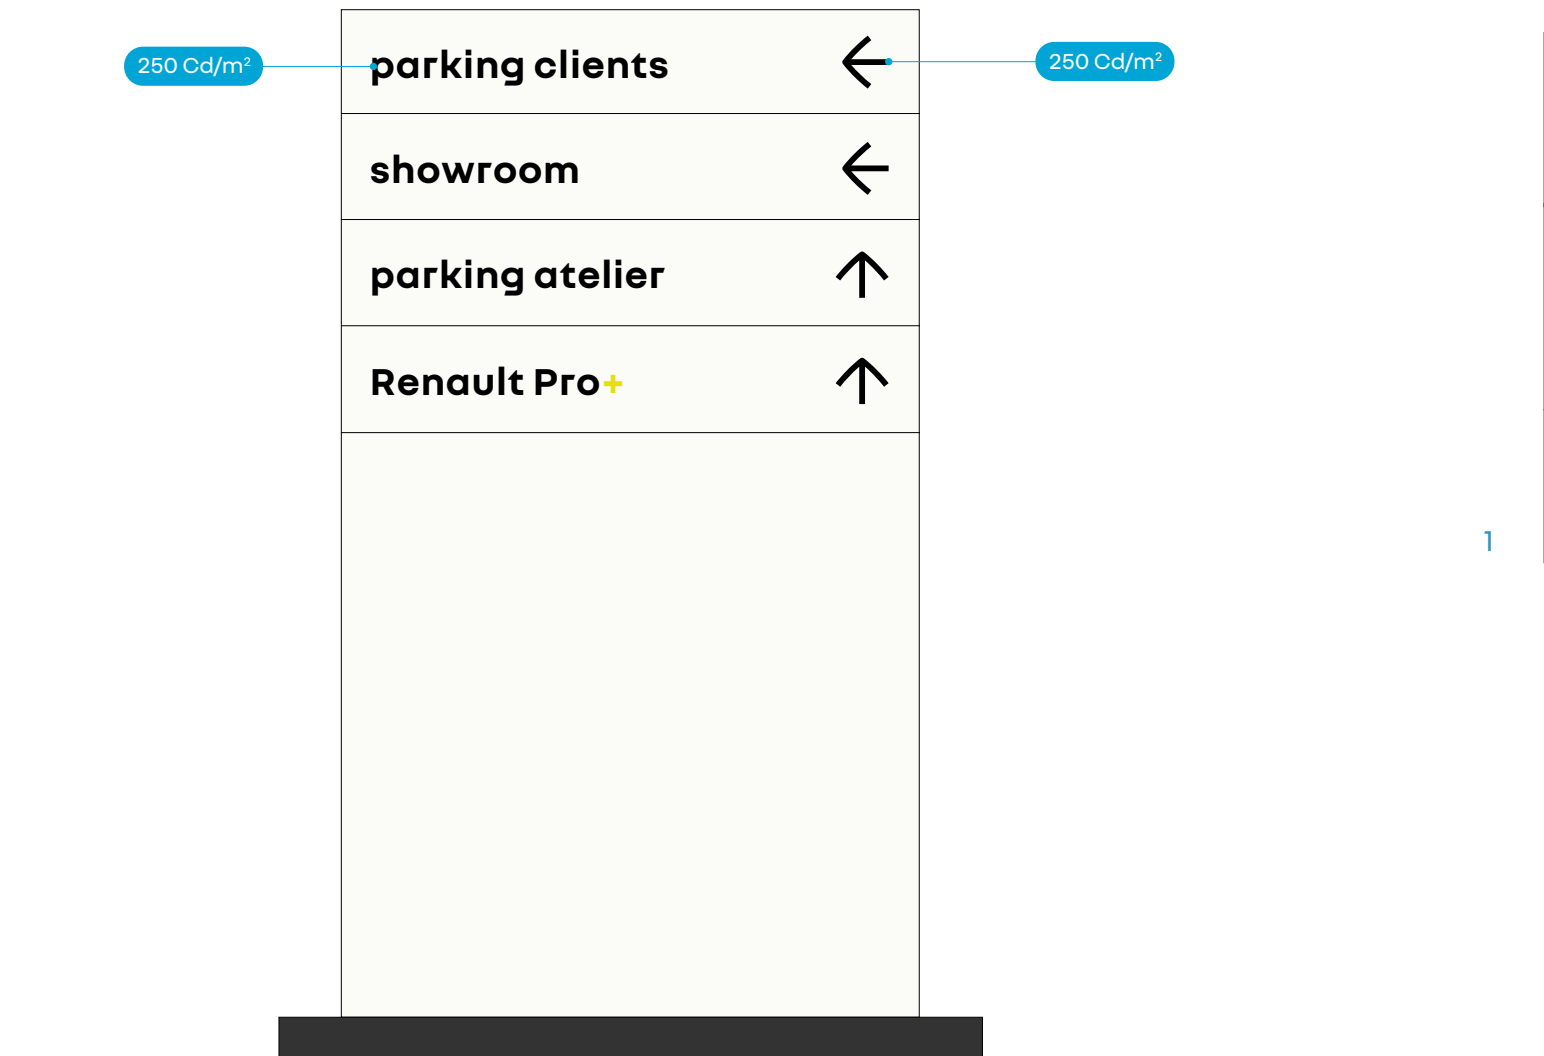 250 Cd/m²
parking clients
250 Cd/m²
showroom
parking atelier
Renault Pro+
1